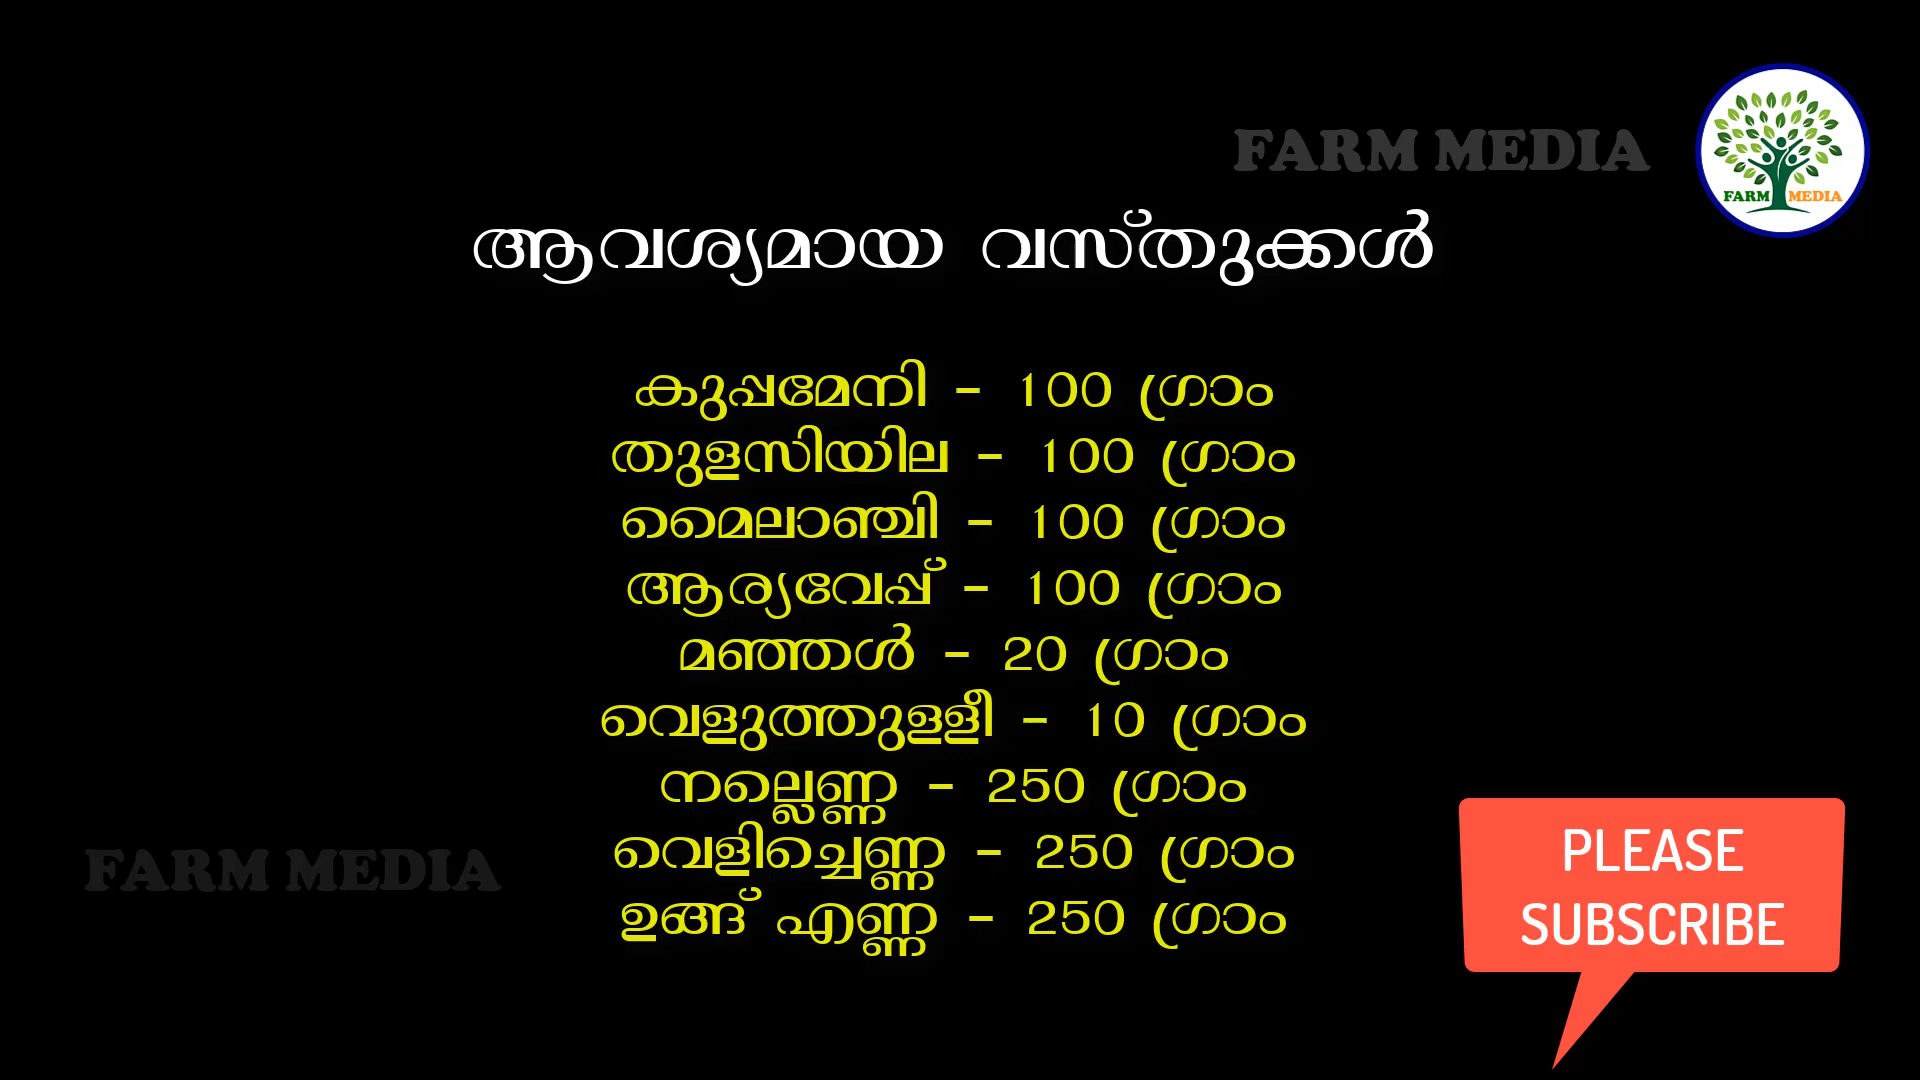 FARM MEDIA
FARM MEDIA
ആവശ്യമായ വസ്തുക്കൾ
കുപ്പമേനി - 100 ഗ്രാം
തുളസിയില - 100 ഗ്രാം
മൈലാഞ്ചി - 100 ഗ്രാം
ആര്യവേപ്പ് - 100 ഗ്രാം
മഞ്ഞൾ - 20 ഗ്രാം
വെളുത്തുള്ളീ - 10 ഗ്രാം
നല്ലെണ്ണ - 250 ഗ്രാം
വെളിച്ചെണ്ണ - 250 ഗ്രാം
ഉങ്ങ് എണ്ണ - 250 ഗ്രാം
FARM MEDIA
PLEASE
SUBSCRIBE